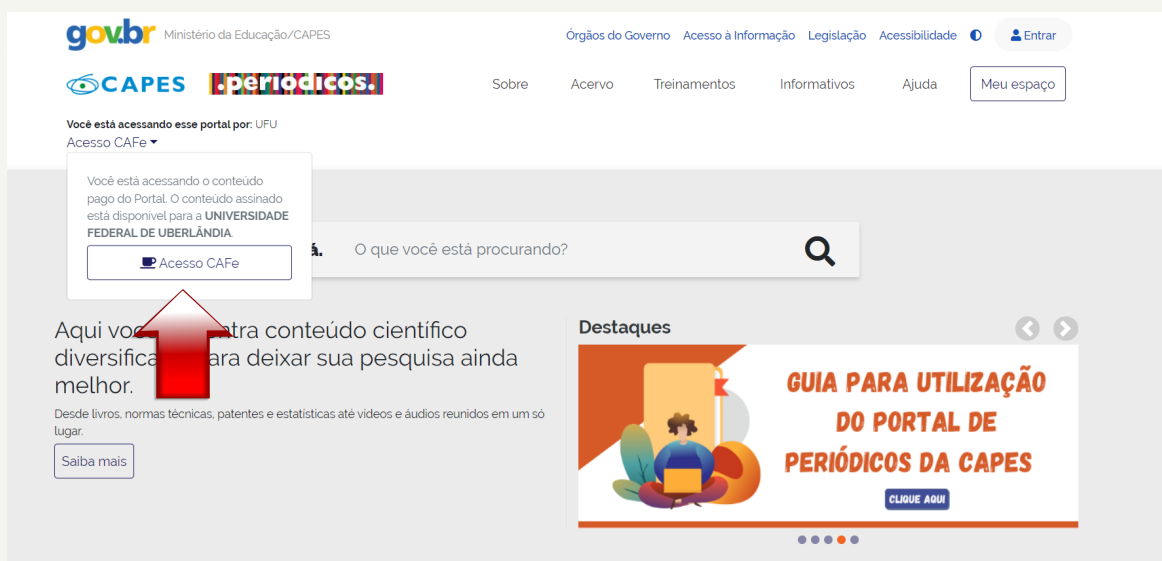 gov.br Ministério da Educação/CAPES
Órgãos do Governo Acesso à Informação Legislação Acessibilidade Entrar
CAPES .periodicos.
Sobre Acervo Treinamentos Informativos Ajuda Meu espaço
Você está acessando esse portal por: UFU
Acesso CAFe
Você está acessando o conteúdo
pago do Portal. O conteúdo assinado
está disponível para a UNIVERSIDADE
FEDERAL DE UBERLÂNDIA.
Acesso CAFe
á. O que você está procurando?
Aqui conteúdo científico
deixar sua pesquisa ainda
melhor.
Desde livros, normas técnicas, patentes e estatísticas até vídeos e áudios reunidos em um só
lugar.
Saiba mais
Destaques
GUIA PARA UTILIZAÇÃO
DO PORTAL DE
PERIÓDICOS DA CAPES
CLIQUE AQUI